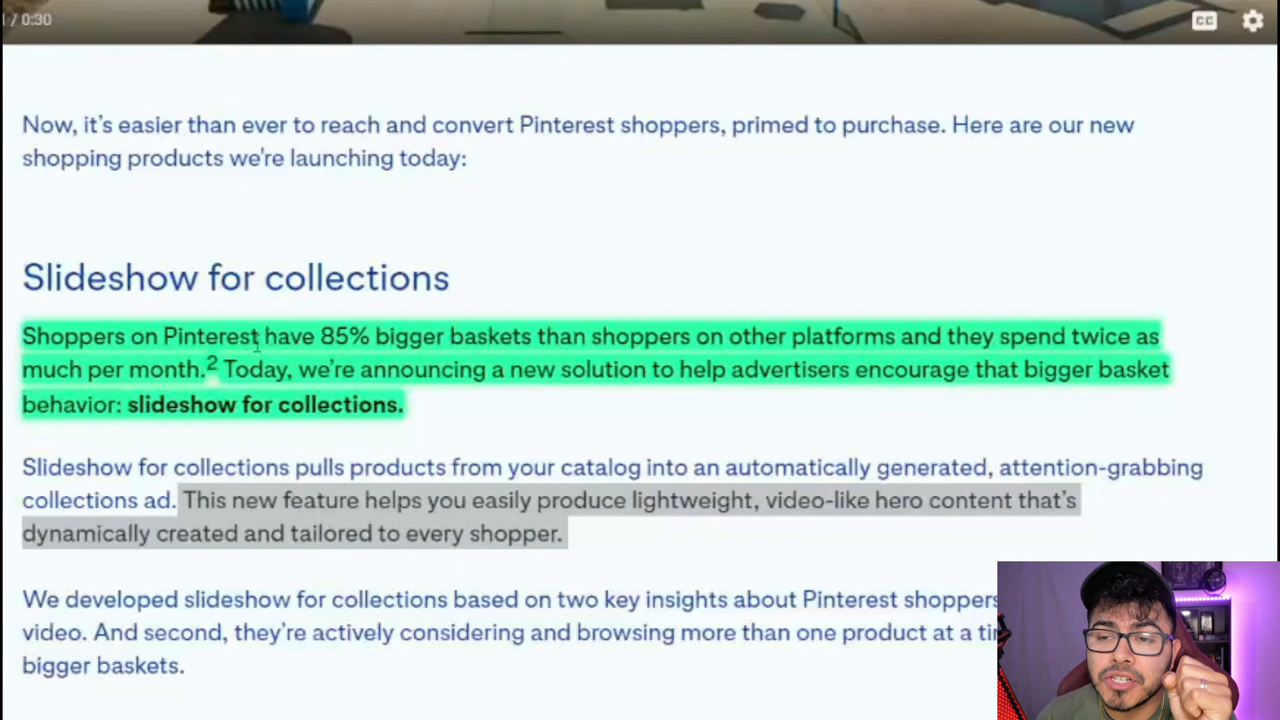 / 0:30
CC
Now, it's easier than ever to reach and convert Pinterest shoppers, primed to purchase. Here are our new
shopping products we're launching today:
Slideshow for collections
Shoppers on Pinterest have 85% bigger baskets than shoppers on other platforms and they spend twice as
much per month.2 Today, we're announcing a new solution to help advertisers encourage that bigger basket
behavior: slideshow for collections.
Slideshow for collections pulls products from your catalog into an automatically generated, attention-grabbing
collections ad. This new feature helps you easily produce lightweight, video-like hero content that's
dynamically created and tailored to every shopper.
We developed slideshow for collections based on two key insights about Pinterest shoppers
video. And second, they're actively considering and browsing more than one product at a
bigger baskets.